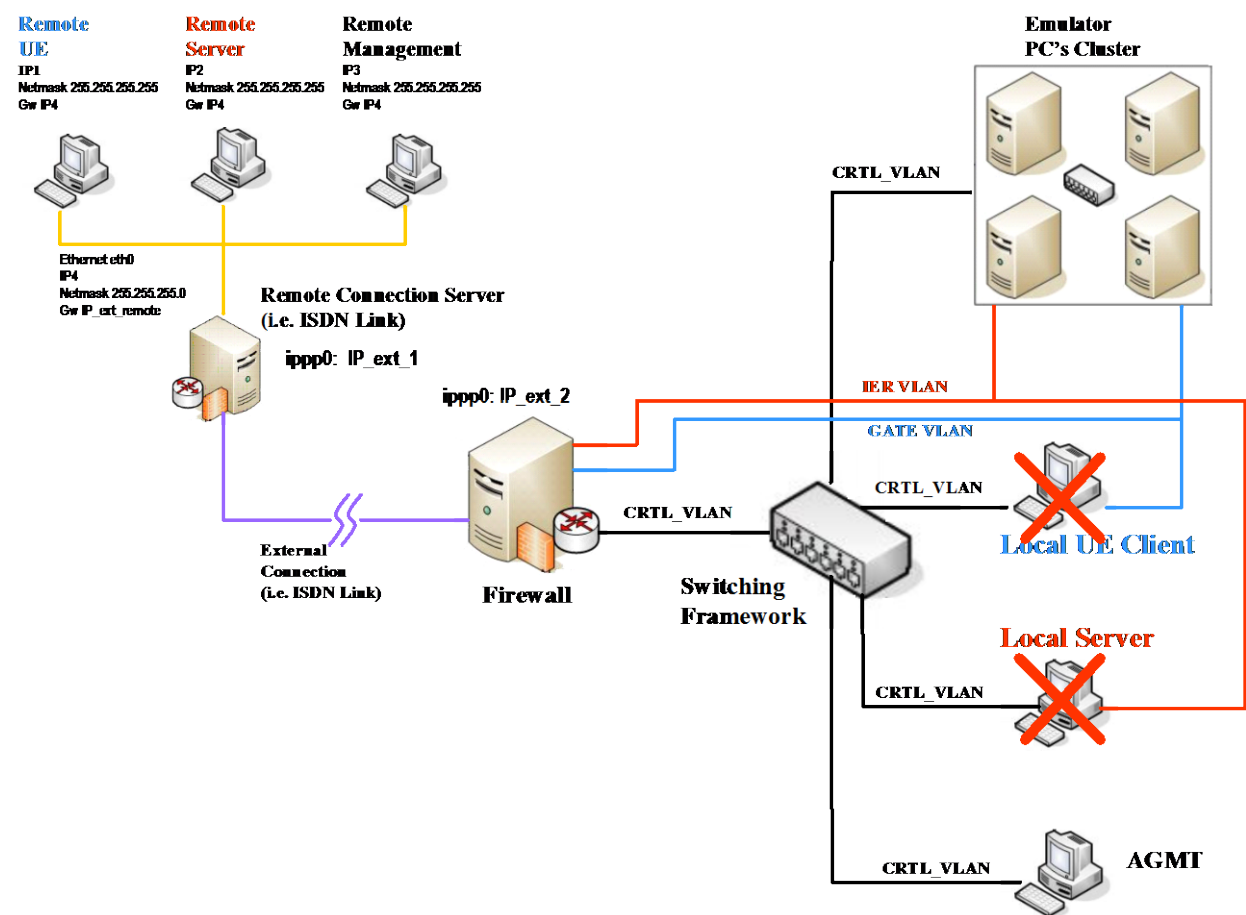 Remote
UE
IP1
Netmask 255.255.255.255
Gw IP4
Remote
Server
IP2
Netmask 255.255.255.255
Gw IP4
Remote
Management
IP3
Netmask 255.255.255.255
Gw IP4
Emulator
PC's Cluster
CRTL_VLAN
Ethernet eth0
IP4
Netmask 255.255.255.0
Gw IP_ext_remote
Remote Connection Server
(i.e. ISDN Link)
ippp0: IP_ext_1
ippp0: IP_ext_2
IER VLAN
GATE VLAN
CRTL_VLAN
CRTL_VLAN
Local UE Client
External
Connection
(i.e. ISDN Link)
Firewall
Switching
Framework
Local Server
CRTL_VLAN
CRTL_VLAN
AGMT